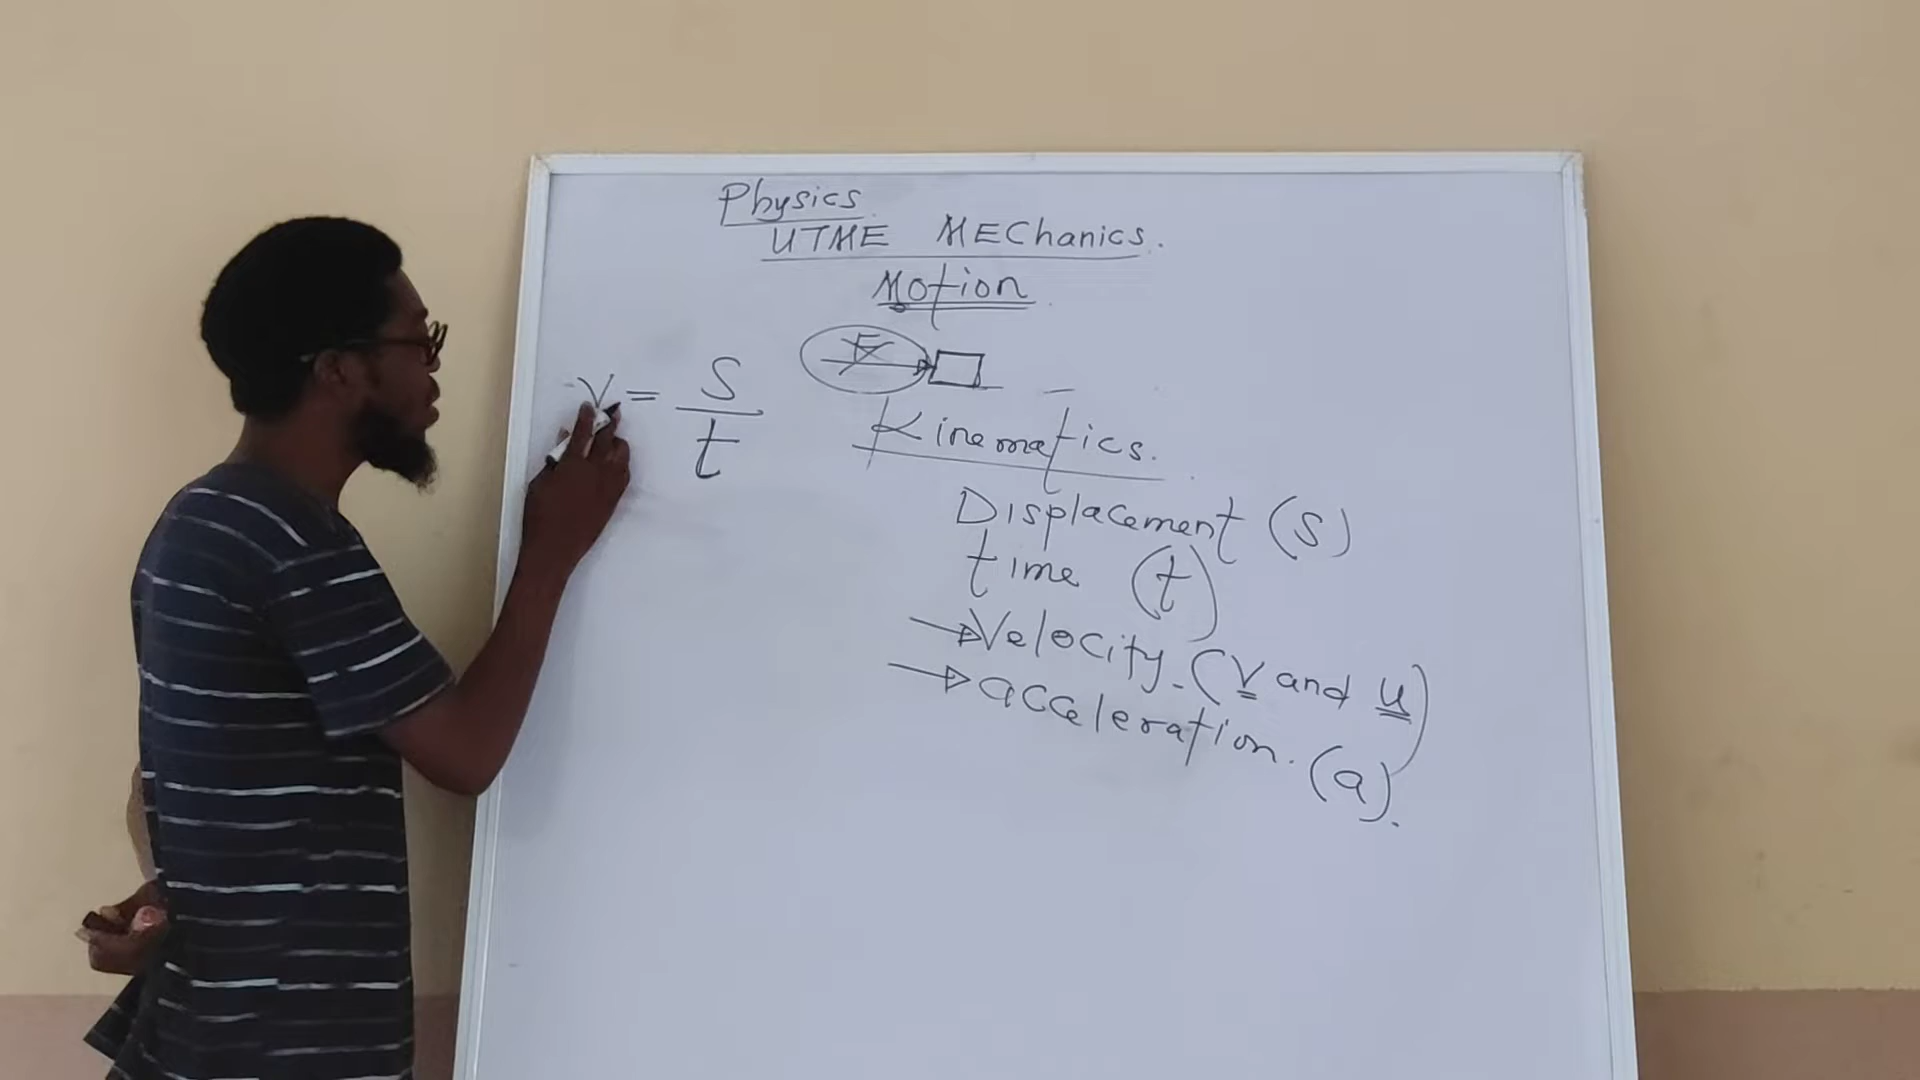 Physics.
UTME MEChanics.
Motion
F
V = S
t
Kinematics.
Displacement (S)
time (t)
Velocity. (V and u)
acceleration. (a).